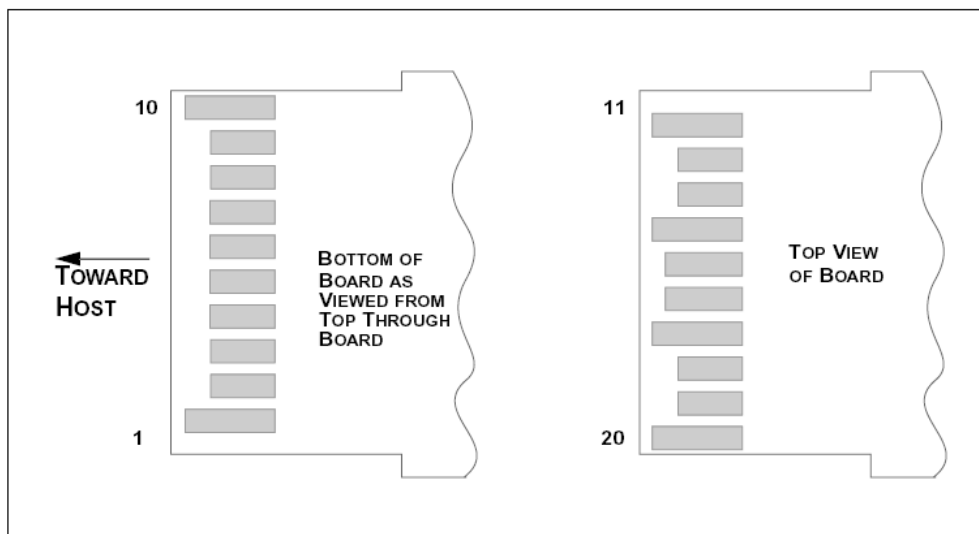 10
TOWARD
HOST
1
BOTTOM OF
BOARD AS
VIEWED FROM
TOP THROUGH
BOARD
11
20
TOP VIEW
OF BOARD